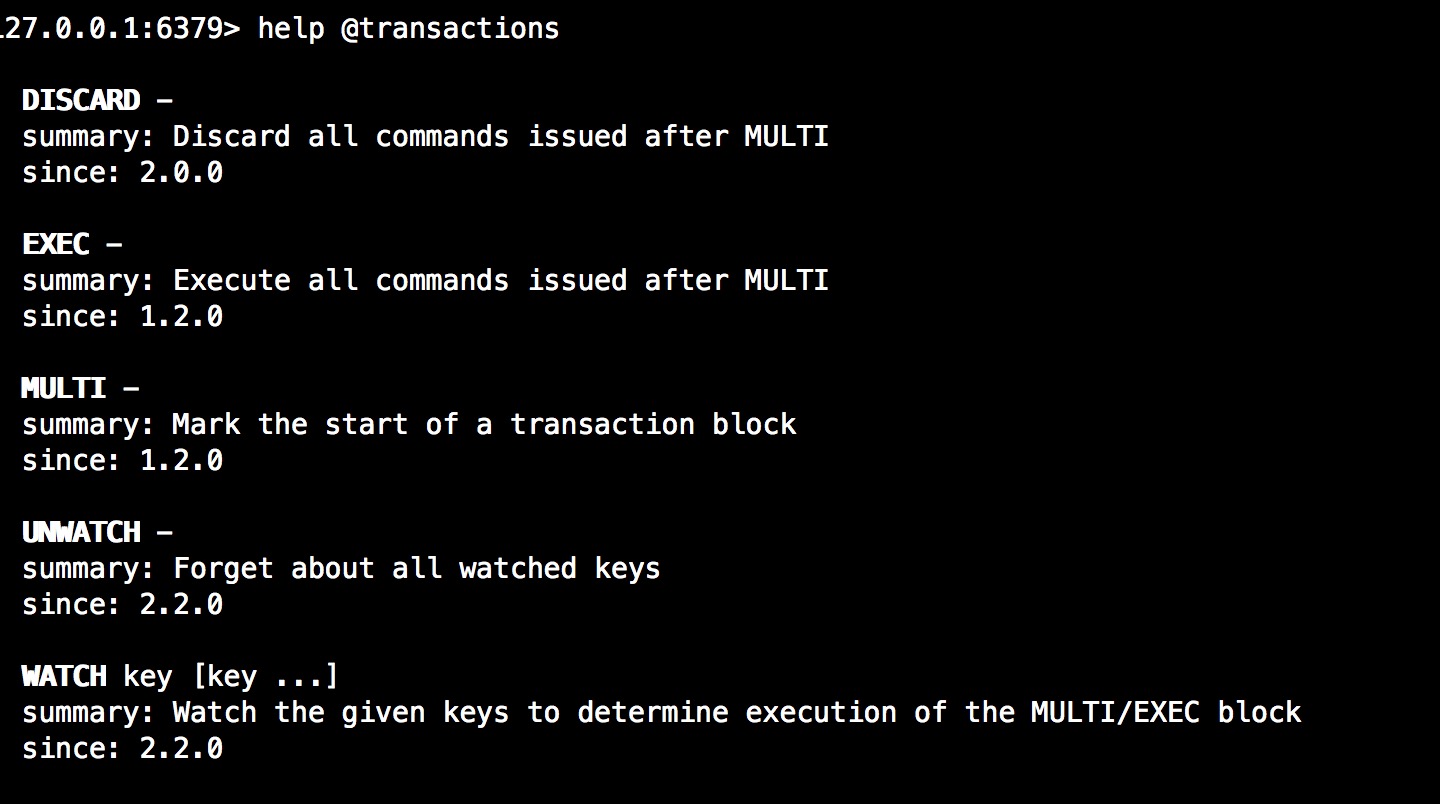 127.0.0.1:6379> help @transactions
DISCARD -
summary: Discard all commands issued after MULTI
since: 2.0.0
EXEC -
summary: Execute all commands issued after MULTI
since: 1.2.0
MULTI -
summary: Mark the start of a transaction block
since: 1.2.0
UNWATCH -
summary: Forget about all watched keys
since: 2.2.0
WATCH key [key ...]
summary: Watch the given keys to determine execution of the MULTI/EXEC block
since: 2.2.0